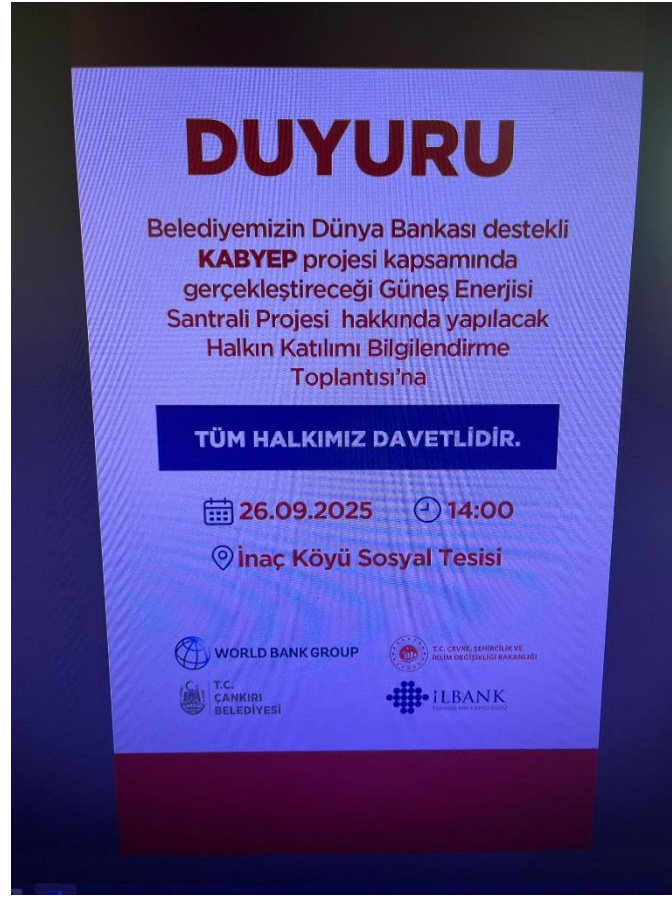 DUYURU
Belediyemizin Dünya Bankası destekli
KABYEP projesi kapsamında
gerçekleştireceği Güneş Enerjisi
Santrali Projesi hakkında yapılacak
Halkın Katılımı Bilgilendirme
Toplantısı'na
TÜM HALKIMIZ DAVETLİDİR.
26.09.2025 14:00
İnaç Köyü Sosyal Tesisi
WORLD BANK GROUP
T.C. ÇEVRE, ŞEHİRCİLİK VE
İKLİM DEĞİŞİKLİĞİ BAKANLIĞI
T.C.
ÇANKIRI
BELEDİYESİ
iLBANK